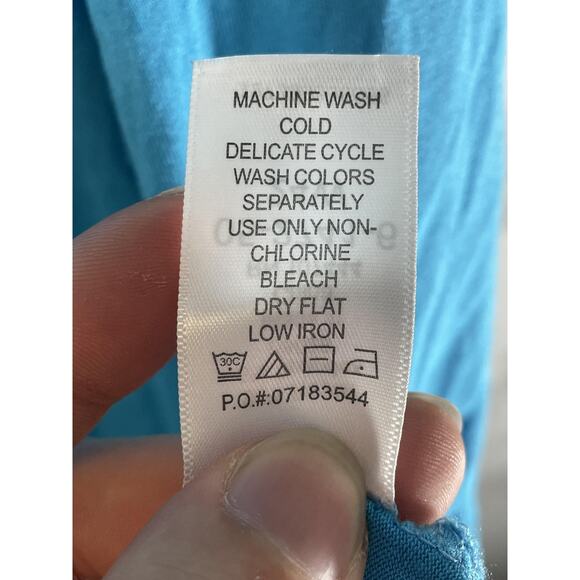 MACHINE WASH
COLD
DELICATE CYCLE
WASH COLORS
SEPARATELY
USE ONLY NON-
CHLORINE
BLEACH
DRY FLAT
LOW IRON
30C
P.O.#:07183544